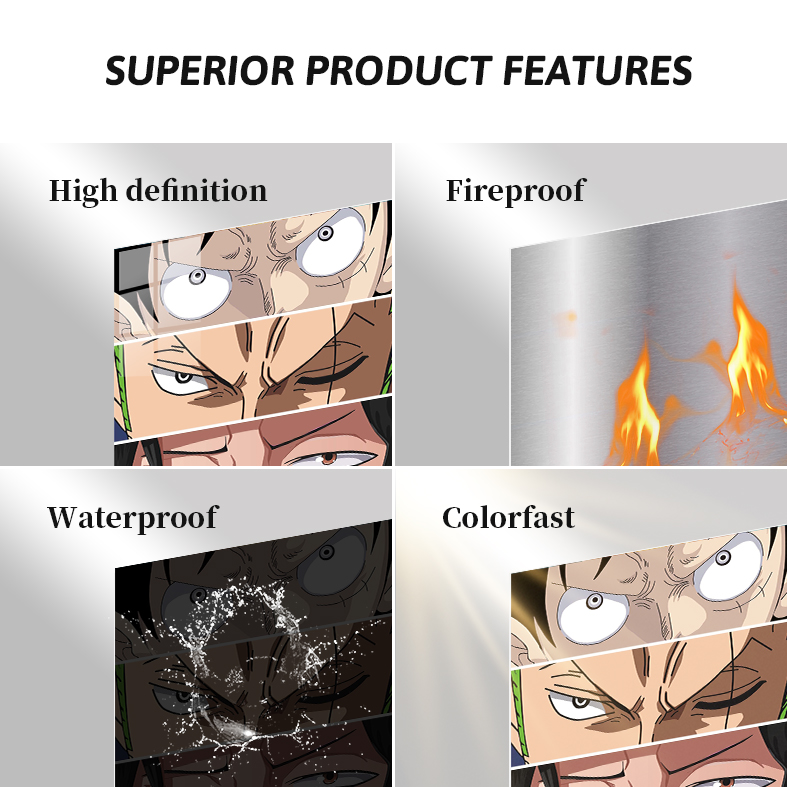 SUPERIOR PRODUCT FEATURES
High definition
Fireproof
Waterproof
Colorfast